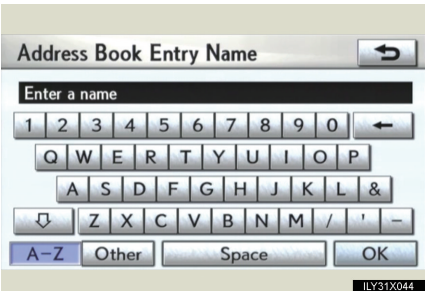 Address Book Entry Name
Enter a name
1 2 3 4 5 6 7 8 9 0
Q W E R T Y U I O P
A S D F G H J K L &
Z X C V B N M / ' -
A-Z Other Space OK
ILY31X044